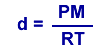 d = PM
RT